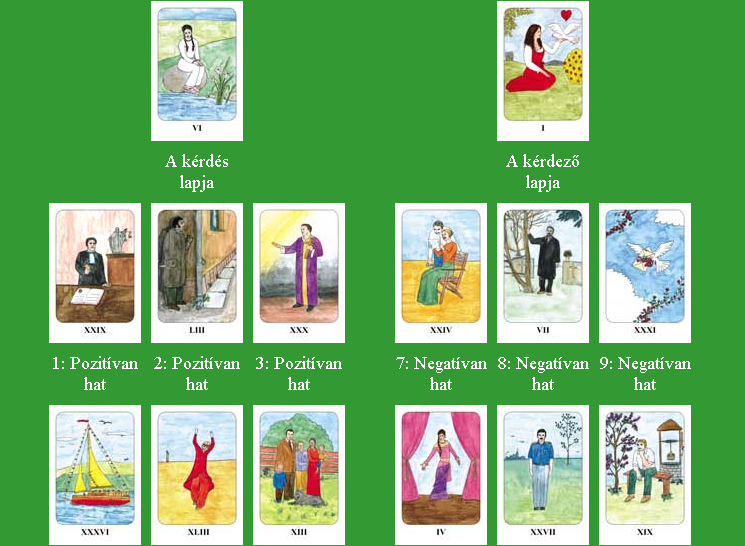 VI
I
A kérdés
lapja
A kérdező
lapja
XXIX
LIII
XXX
XXIV
VII
XXXI
1: Pozitívan
hat
2: Pozitívan
hat
3: Pozitívan
hat
7: Negatívan
hat
8: Negatívan
hat
9: Negatívan
hat
XXXVI
XLIII
XIII
IV
XXVII
XIX